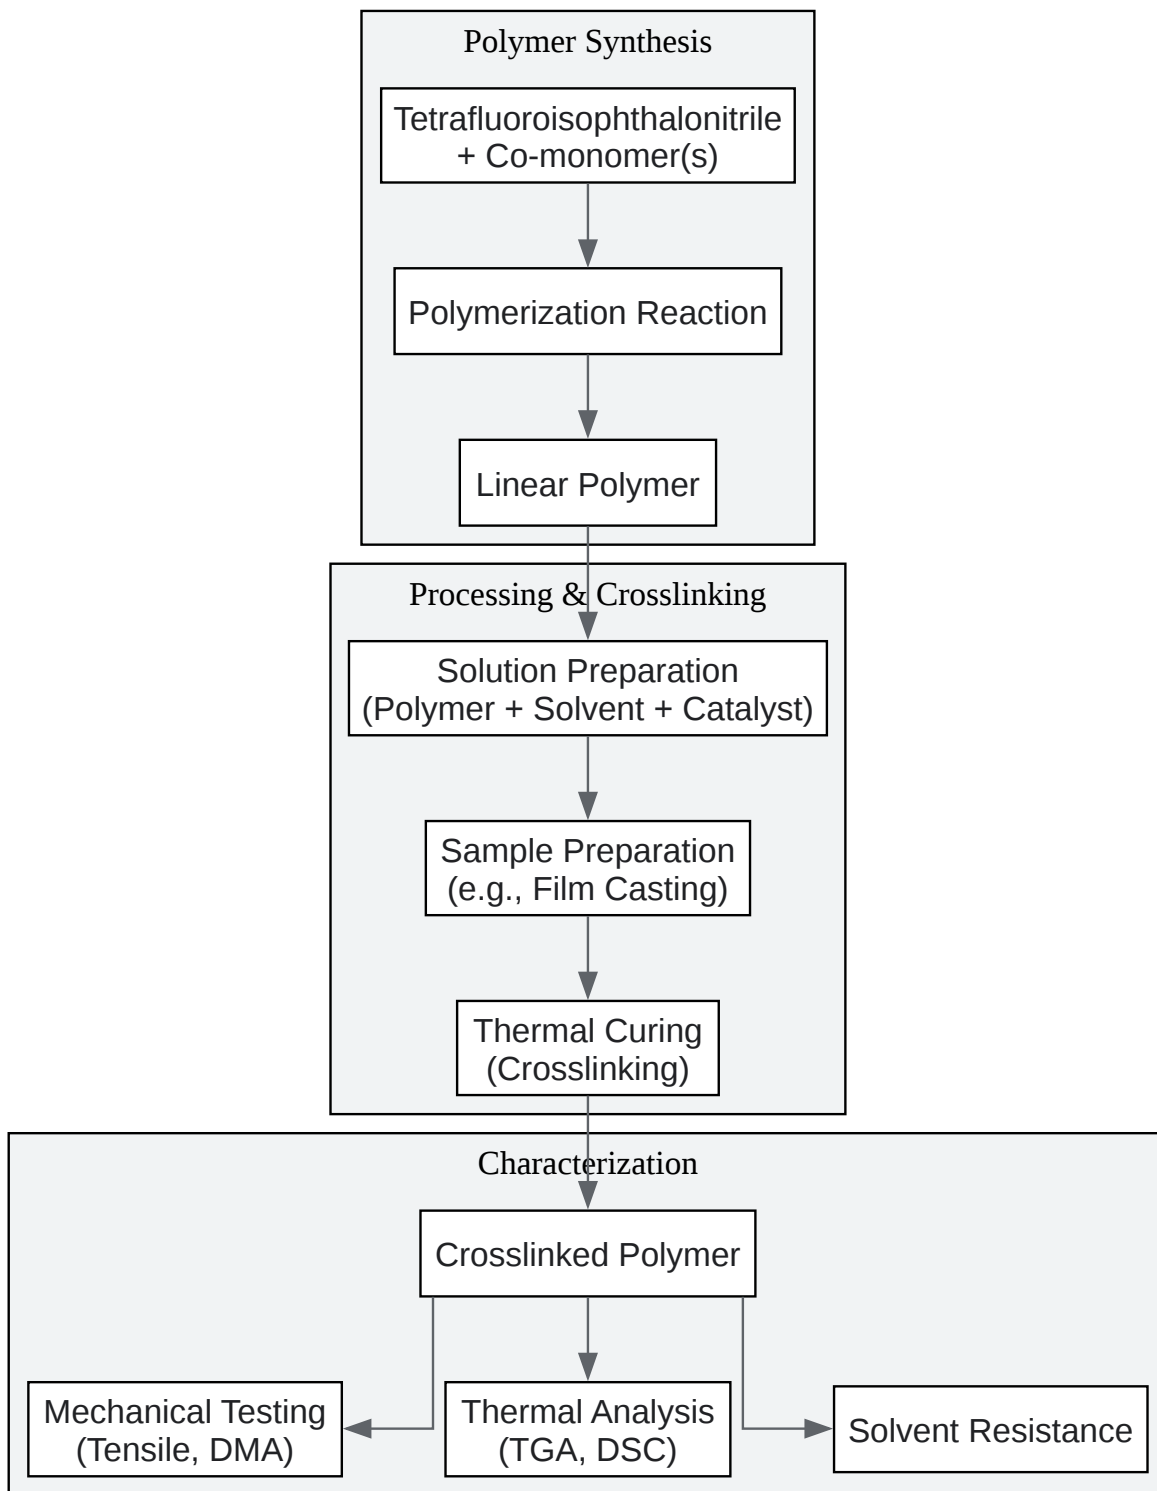 Polymer Synthesis
Tetrafluoroisophthalonitrile
+ Co-monomer(s)
Polymerization Reaction
Linear Polymer
Processing & Crosslinking
Solution Preparation
(Polymer + Solvent + Catalyst)
Sample Preparation
(e.g., Film Casting)
Thermal Curing
(Crosslinking)
Characterization
Crosslinked Polymer
Mechanical Testing
(Tensile, DMA)
Thermal Analysis
(TGA, DSC)
Solvent Resistance